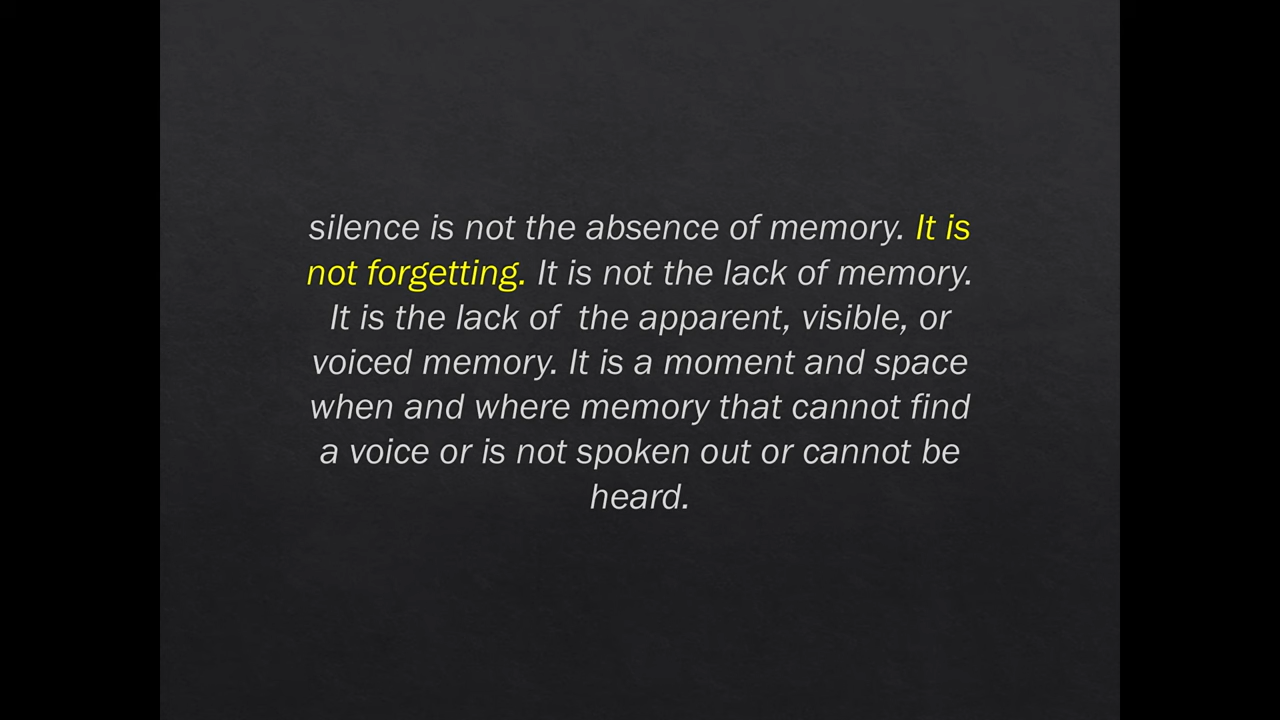 silence is not the absence of memory. It is
not forgetting. It is not the lack of memory.
It is the lack of  the apparent, visible, or
voiced memory. It is a moment and space
when and where memory that cannot find
a voice or is not spoken out or cannot be
heard.